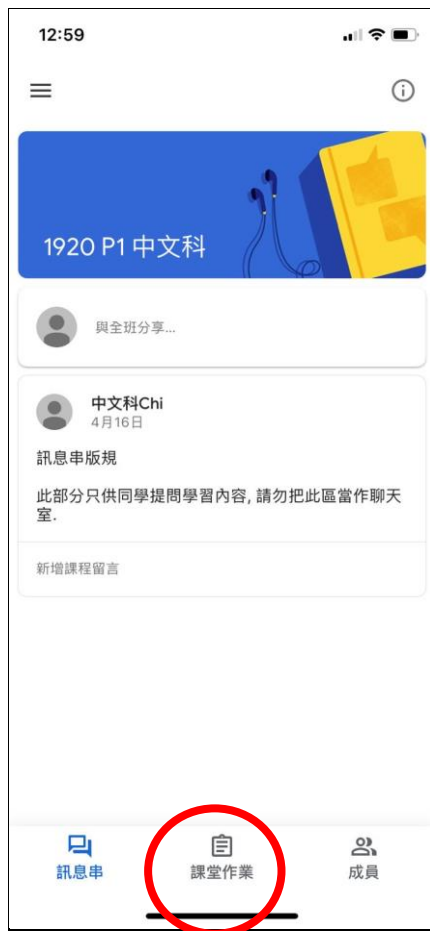 12:59
1920 P1 中文科
與全班分享...
中文科Chi
4月16日
訊息串版規
此部分只供同學提問學習內容, 請勿把此區當作聊天
室.
新增課程留言
訊息串
課堂作業
成員